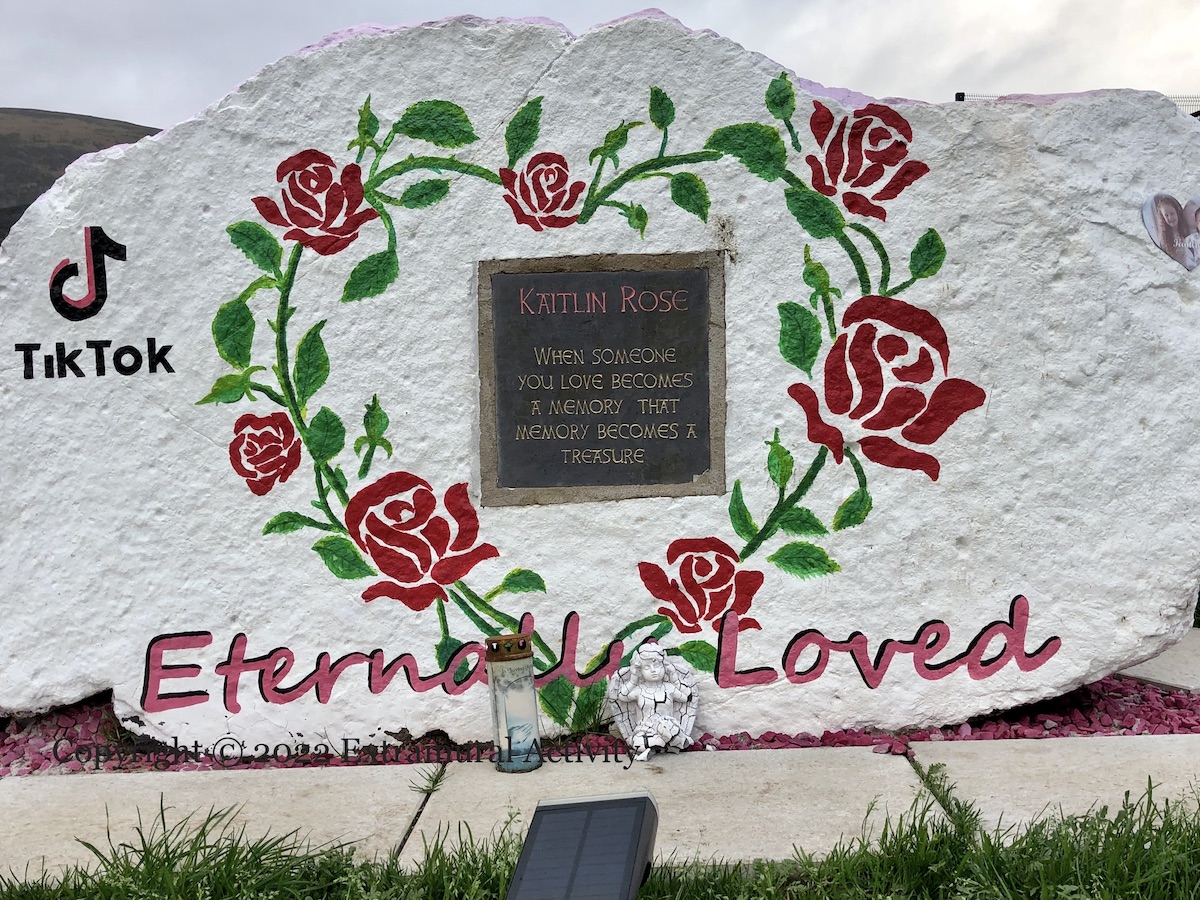 TikTok
KAITLIN ROSE
WHEN SOMEONE
YOU LOVE BECOMES
A MEMORY THAT
MEMORY BECOMES A
TREASURE
Eternally Loved
Copyright © 2022 Extramural Activity